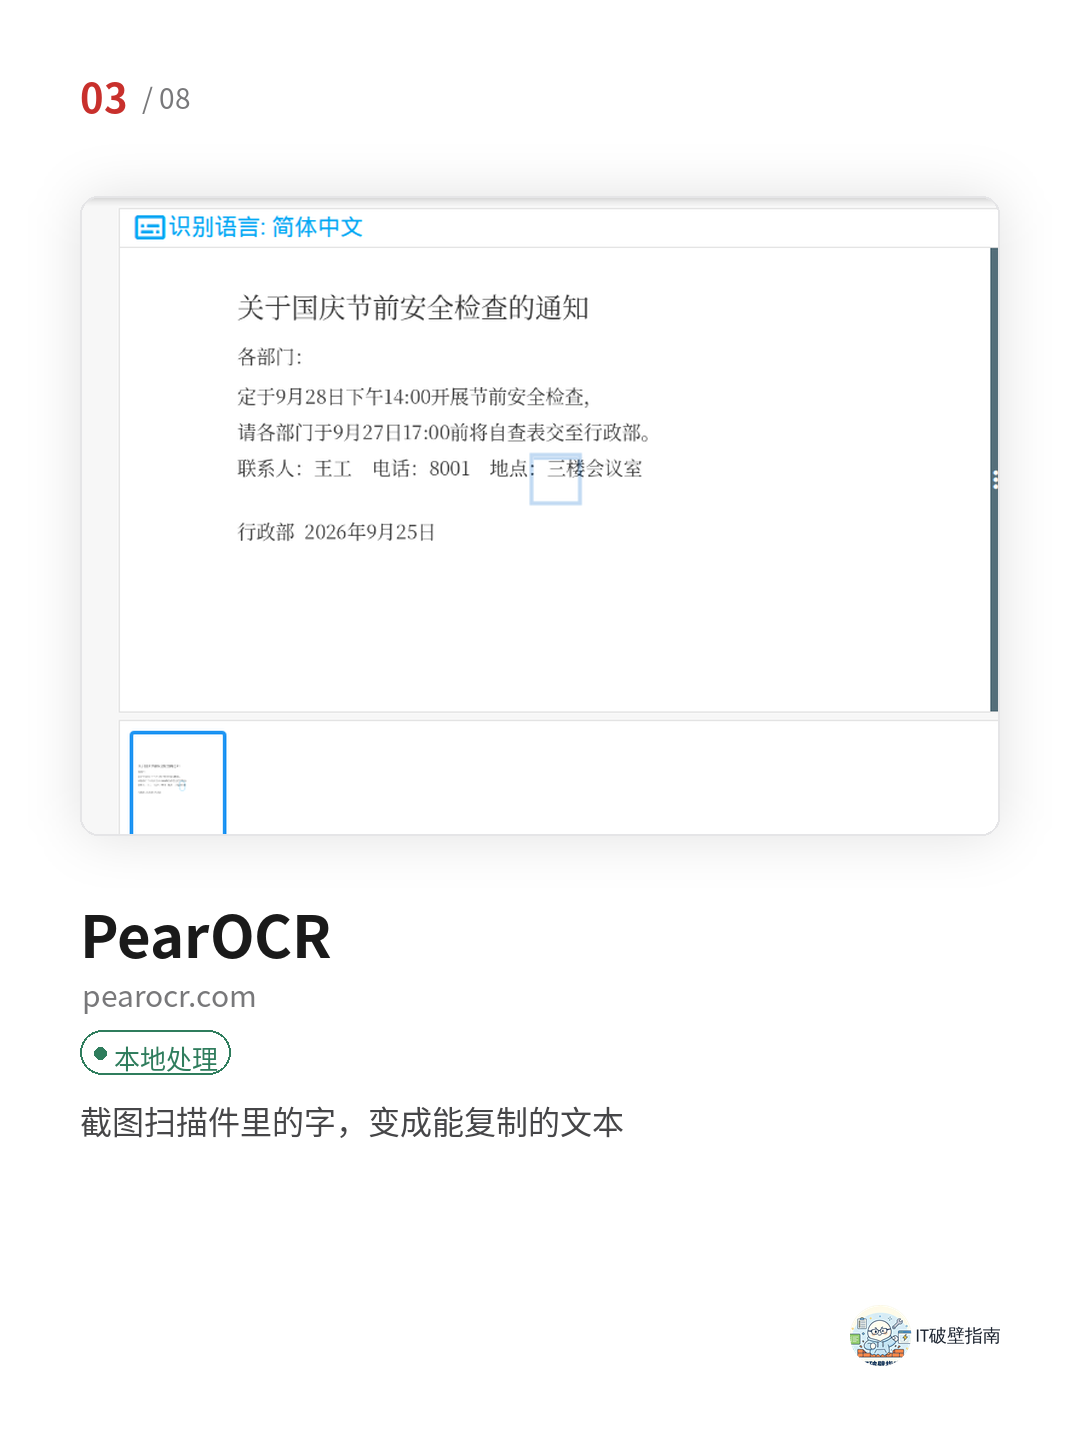 03 / 08
识别语言: 简体中文
关于国庆节前安全检查的通知
各部门：
定于9月28日下午14:00开展节前安全检查，
请各部门于9月27日17:00前将自查表交至行政部。
联系人：王工　电话：8001　地点：三楼会议室
行政部 2026年9月25日
PearOCR
pearocr.com
本地处理
截图扫描件里的字，变成能复制的文本
IT破壁指南